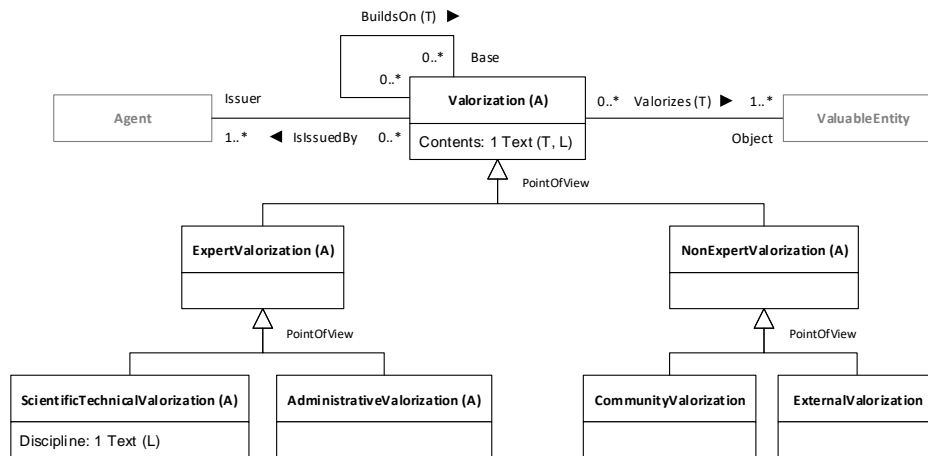 BuildsOn (T) ►
0..* Base
0..*
Issuer
Valorization (A)
0..* Valorizes (T) ► 1..*
Agent
ValuableEntity
1..* ◄ IsIssuedBy 0..*
Contents: 1 Text (T, L)
Object
PointOfView
ExpertValorization (A)
NonExpertValorization (A)
PointOfView
PointOfView
ScientificTechnicalValorization (A)
AdministrativeValorization (A)
CommunityValorization
ExternalValorization
Discipline: 1 Text (L)